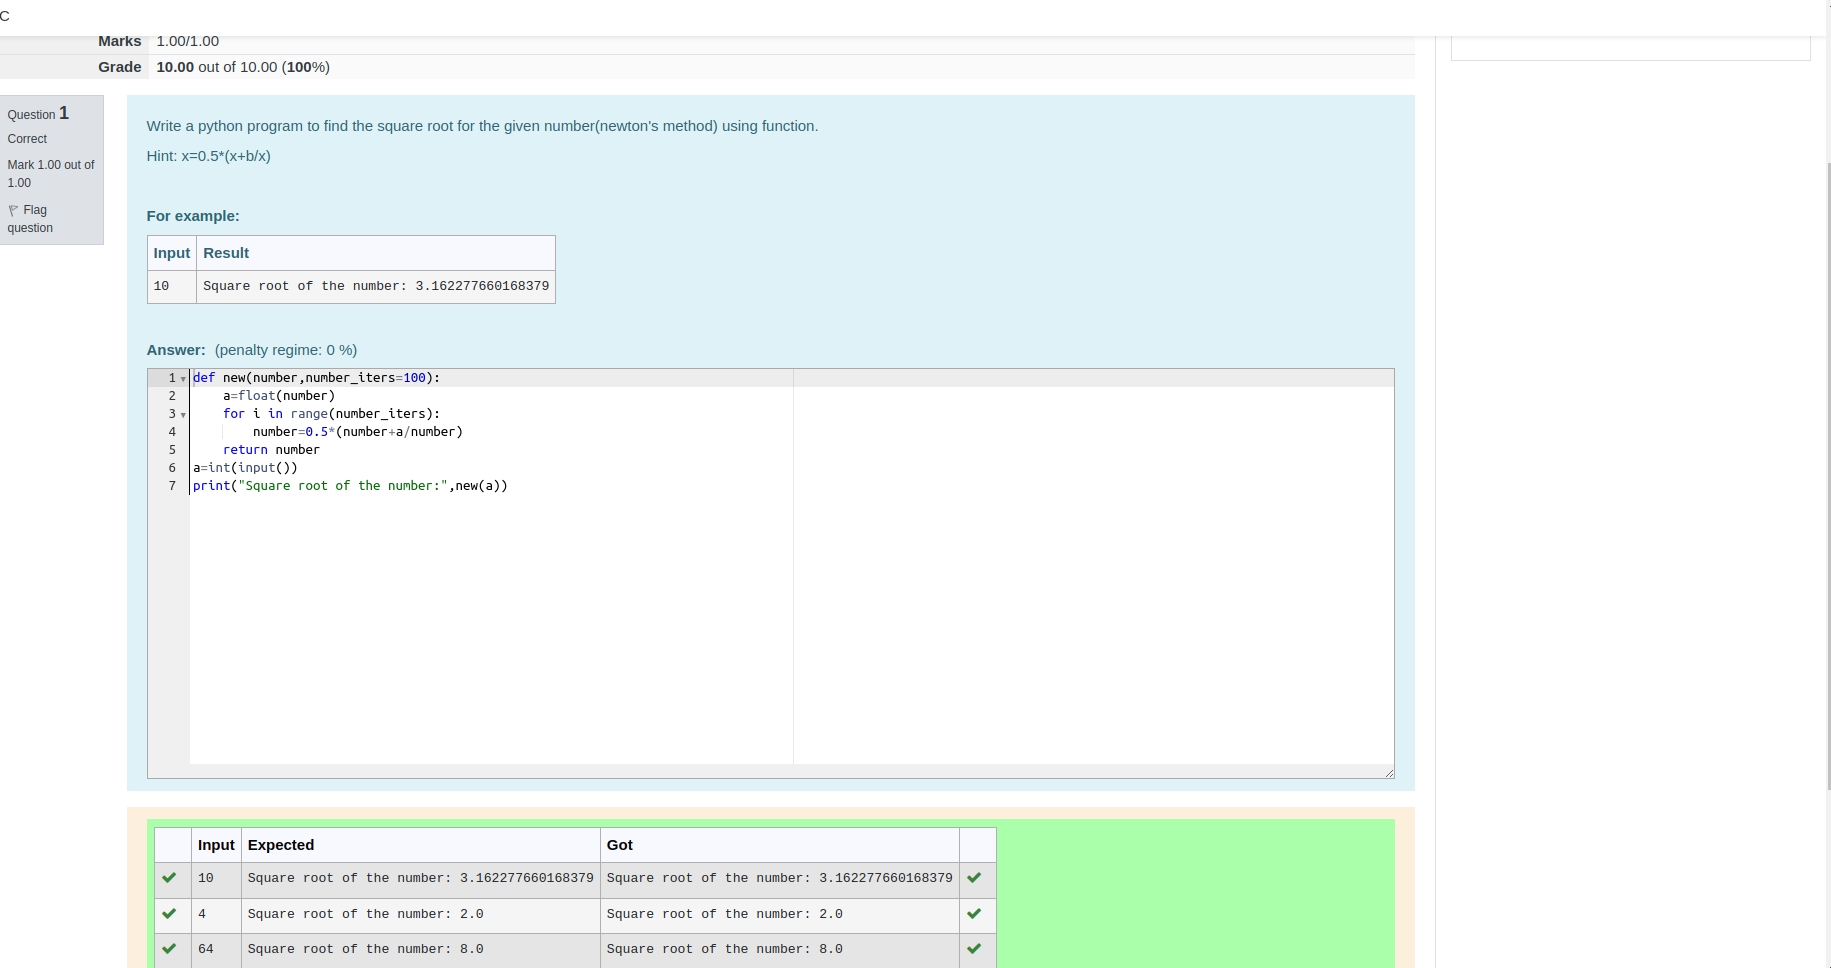 C
Marks 1.00/1.00
Grade 10.00 out of 10.00 (100%)
Question 1
Correct
Mark 1.00 out of
1.00
Flag
question
Write a python program to find the square root for the given number(newton's method) using function.
Hint: x=0.5*(x+b/x)
For example:
Input Result
10 Square root of the number: 3.162277660168379
Answer: (penalty regime: 0 %)
1 def new(number,number_iters=100):
2     a=float(number)
3     for i in range(number_iters):
4         number=0.5*(number+a/number)
5     return number
6 a=int(input())
7 print("Square root of the number:",new(a))
Input Expected Got
10 Square root of the number: 3.162277660168379 Square root of the number: 3.162277660168379
4 Square root of the number: 2.0 Square root of the number: 2.0
64 Square root of the number: 8.0 Square root of the number: 8.0